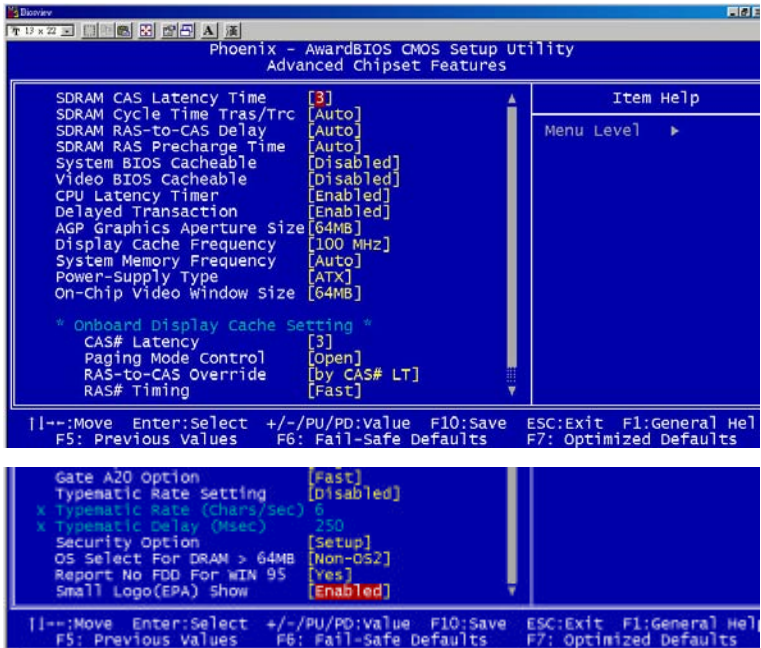 Biosview
T 13 x 22
A
Phoenix - AwardBIOS CMOS Setup Utility
Advanced Chipset Features
SDRAM CAS Latency Time [3]
SDRAM Cycle Time Tras/Trc [Auto]
SDRAM RAS-to-CAS Delay [Auto]
SDRAM RAS Precharge Time [Auto]
System BIOS Cacheable [Disabled]
Video BIOS Cacheable [Disabled]
CPU Latency Timer [Enabled]
Delayed Transaction [Enabled]
AGP Graphics Aperture Size[64MB]
Display Cache Frequency [100 MHz]
System Memory Frequency [Auto]
Power-Supply Type [ATX]
On-Chip Video Window Size [64MB]
* Onboard Display Cache Setting *
CAS# Latency [3]
Paging Mode Control [Open]
RAS-to-CAS Override [by CAS# LT]
RAS# Timing [Fast]
Item Help
Menu Level ▶
↑↓→←:Move Enter:Select +/-/PU/PD:Value F10:Save ESC:Exit F1:General Hel
F5: Previous Values F6: Fail-Safe Defaults F7: Optimized Defaults
Gate A20 Option [Fast]
Typematic Rate Setting [Disabled]
x Typematic Rate (Chars/Sec) 6
x Typematic Delay (Msec) 250
Security Option [Setup]
OS Select For DRAM > 64MB [Non-OS2]
Report No FDD For WIN 95 [Yes]
Small Logo(EPA) Show [Enabled]
↑↓→←:Move Enter:Select +/-/PU/PD:Value F10:Save ESC:Exit F1:General Help
F5: Previous Values F6: Fail-Safe Defaults F7: Optimized Defaults